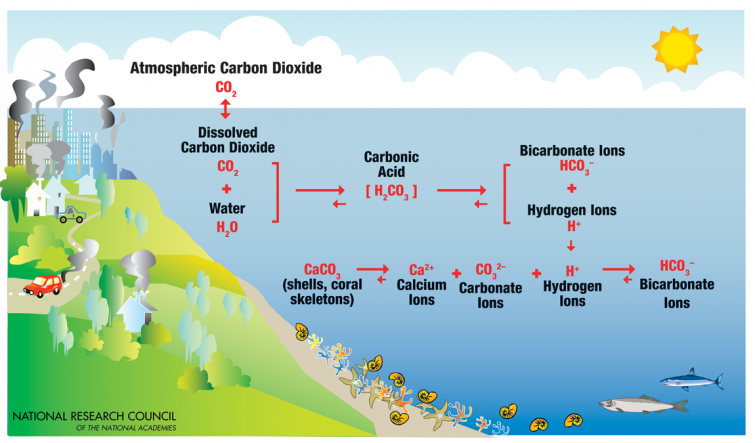 Atmospheric Carbon Dioxide
CO₂
Dissolved
Carbon Dioxide
CO₂
+
Water
H₂O
Carbonic
Acid
[ H₂CO₃ ]
Bicarbonate Ions
HCO₃⁻
+
Hydrogen Ions
H⁺
CaCO₃
(shells, coral
skeletons)
Ca²⁺
Calcium
Ions
+
CO₃²⁻
Carbonate
Ions
+
H⁺
Hydrogen
Ions
HCO₃⁻
Bicarbonate
Ions
NATIONAL RESEARCH COUNCIL
OF THE NATIONAL ACADEMIES